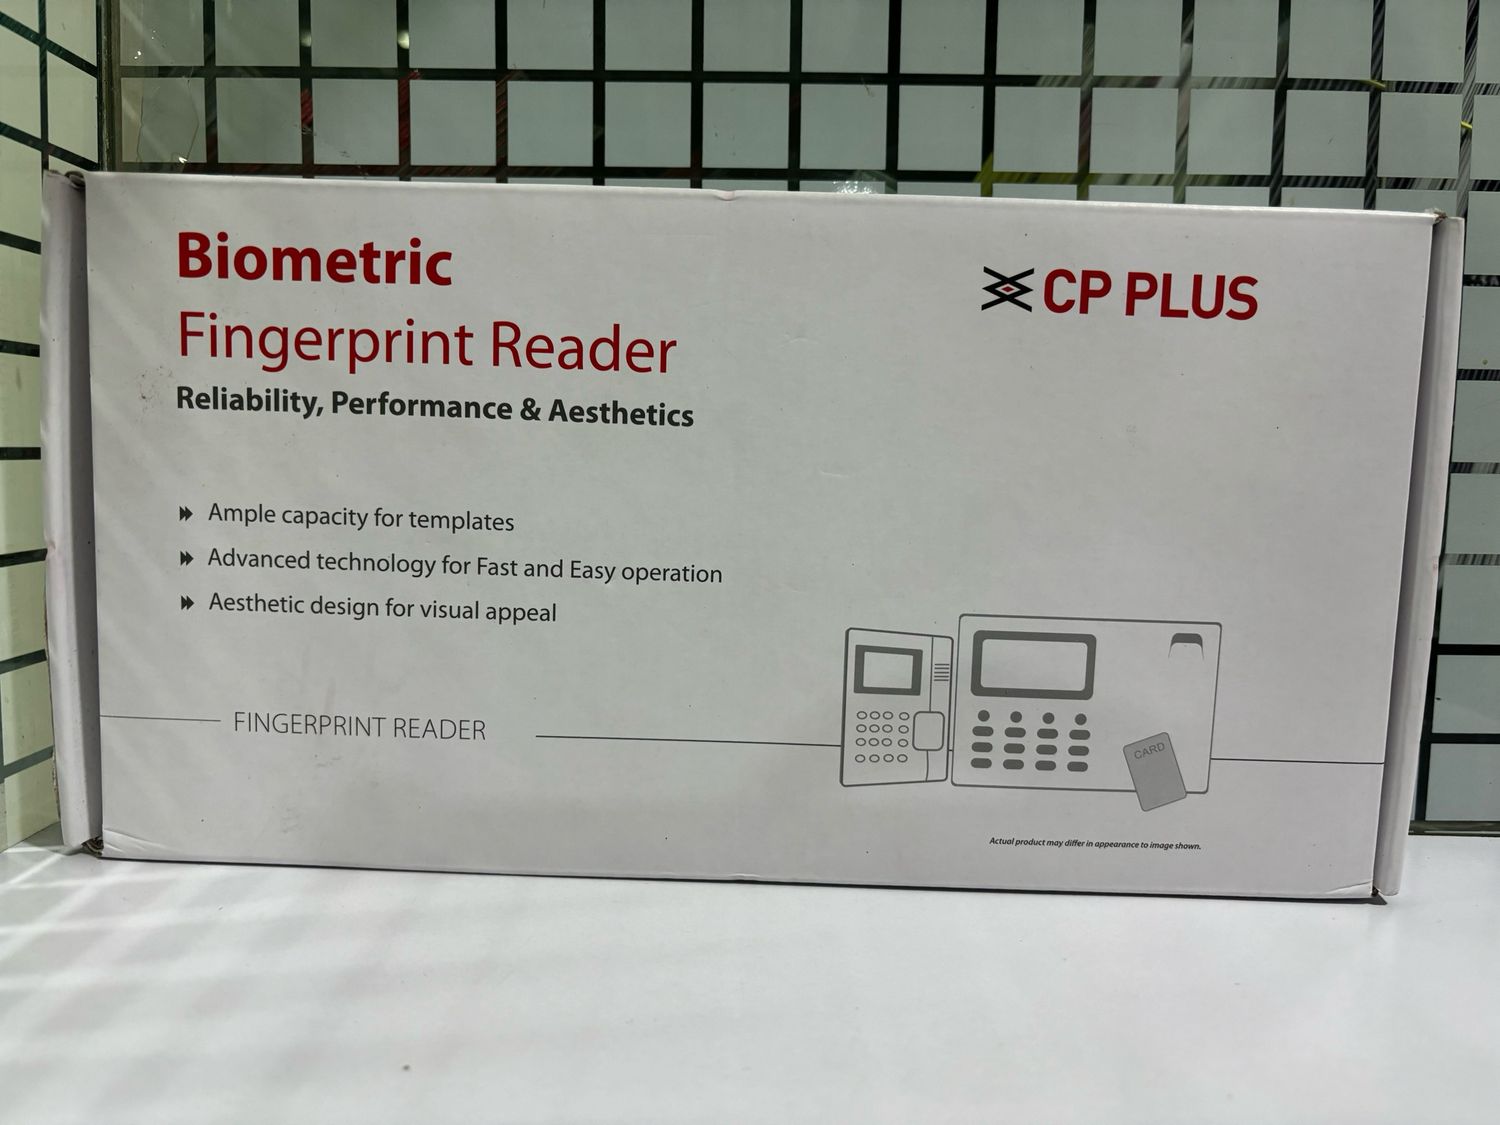 Biometric
Fingerprint Reader
Reliability, Performance & Aesthetics
CP PLUS
Ample capacity for templates
Advanced technology for Fast and Easy operation
Aesthetic design for visual appeal
FINGERPRINT READER
CARD
Actual product may differ in appearance to image shown.